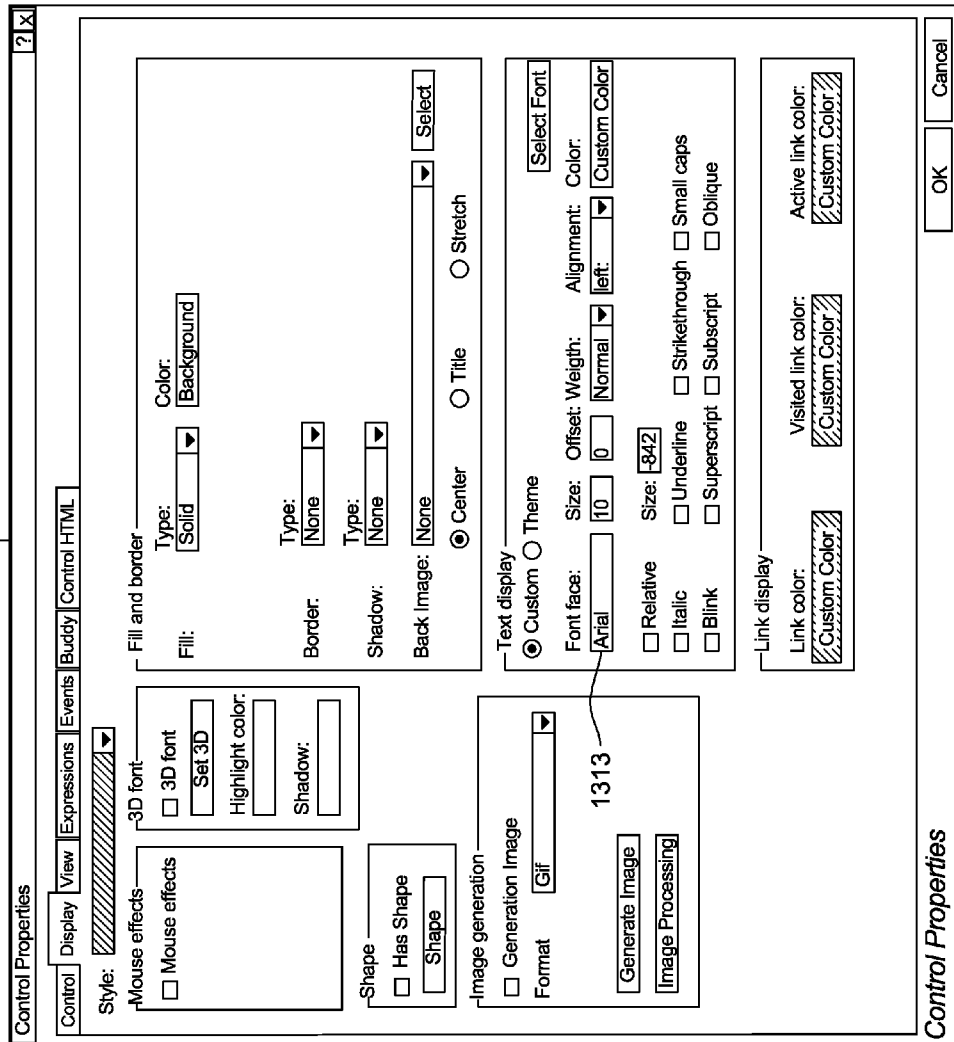 Control Properties
? X
Control Display View Expressions Events Buddy Control HTML
Style:
Mouse effects
Mouse effects
3D font
3D font
Set 3D
Highlight color:
Shadow:
Shape
Has Shape
Shape
Image generation
Generation Image
Format Gif
Generate Image
Image Processing
1313
Fill and border
Type: Color:
Fill: Solid Background
Type:
Border: None
Type:
Shadow: None
Back Image: None Select
Center Title Stretch
Text display
Custom Theme Select Font
Font face: Size: Offset: Weigth: Alignment: Color:
Arial 10 0 Normal left: Custom Color
Relative Size: -842
Italic Underline Strikethrough Small caps
Blink Superscript Subscript Oblique
Link display
Link color: Visited link color: Active link color:
Custom Color Custom Color Custom Color
OK Cancel
Control Properties